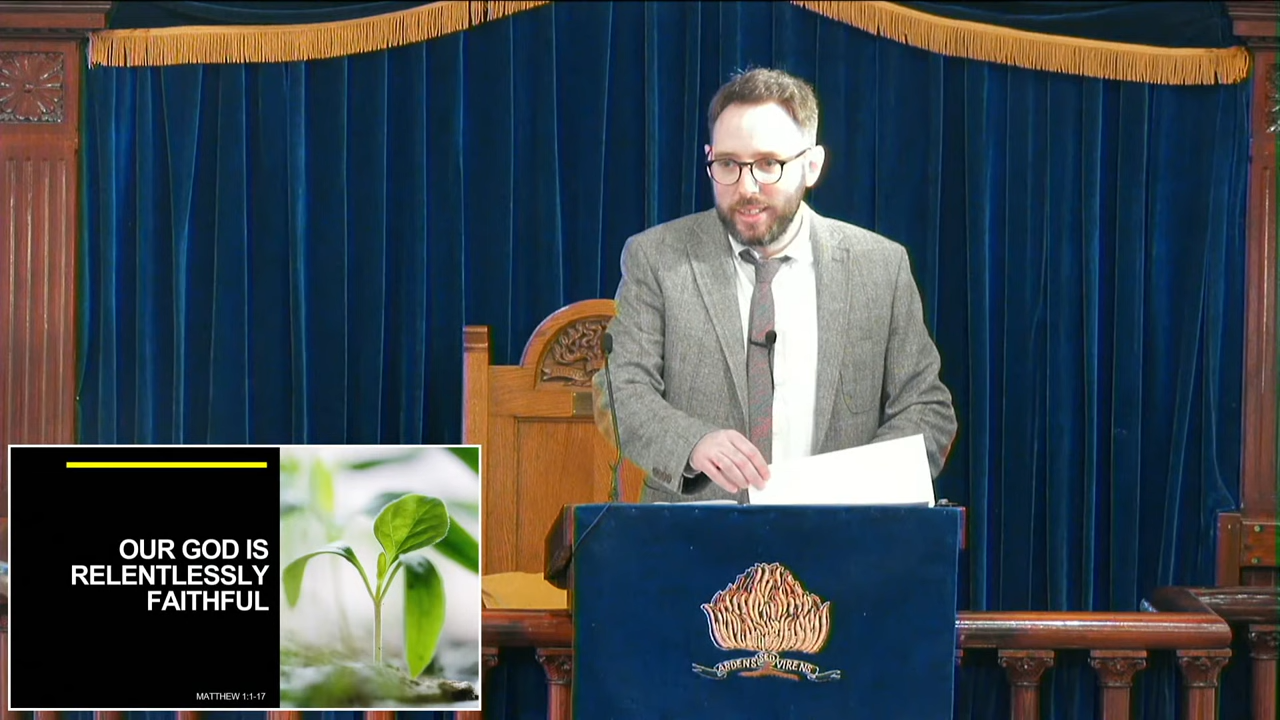 OUR GOD IS
RELENTLESSLY
FAITHFUL
MATTHEW 1:1-17
ARDENS SED VIRENS